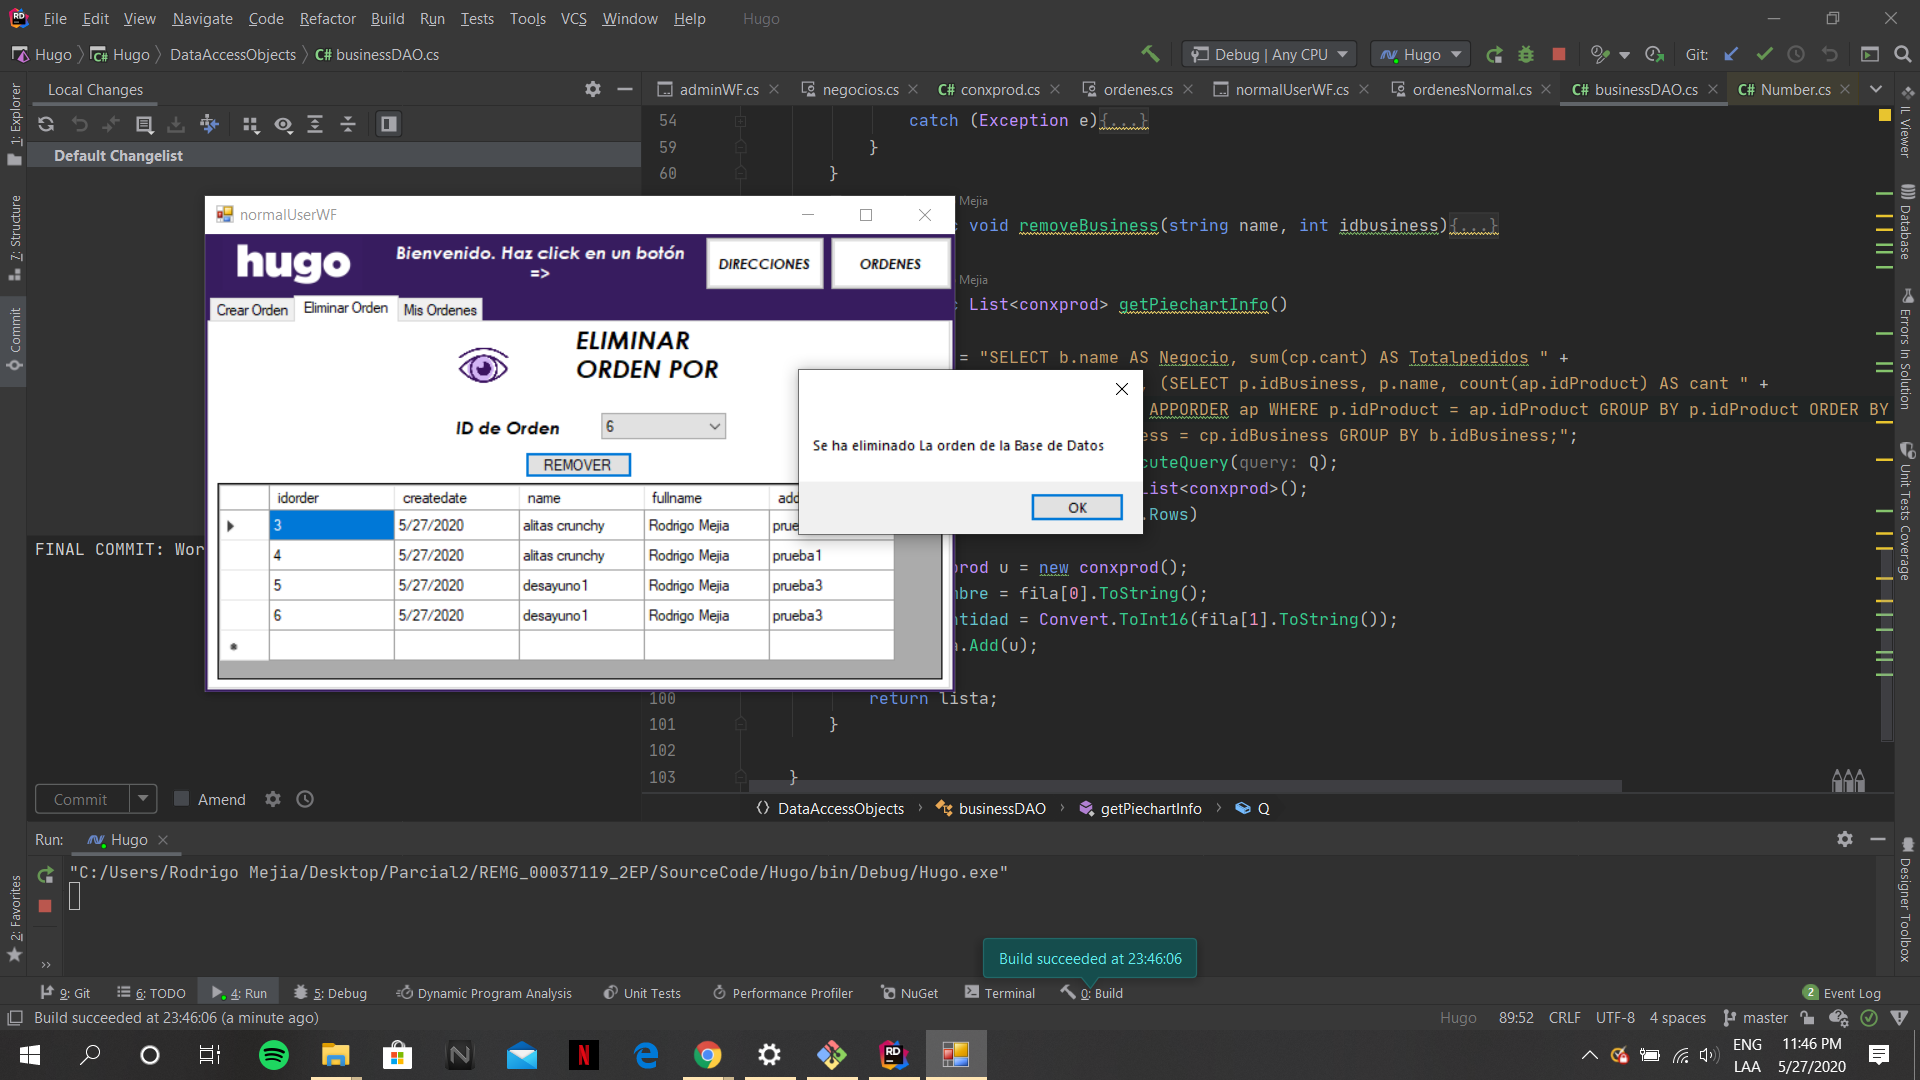 File Edit View Navigate Code Refactor Build Run Tests Tools VCS Window Help Hugo
Hugo Hugo DataAccessObjects C# businessDAO.cs Debug | Any CPU Hugo Git:
Local Changes
adminWF.cs negocios.cs C# conxprod.cs ordenes.cs normalUserWF.cs ordenesNormal.cs C# businessDAO.cs C# Number.cs
Default Changelist
1: Explorer
7: Structure
Commit
2: Favorites
IL Viewer
Database
Errors In Solution
Unit Tests Coverage
Designer Toolbox
54 catch (Exception e){...}
59 }
60 }
Mejia
void removeBusiness(string name, int idbusiness){...}
Mejia
List<conxprod> getPiechartInfo()
= "SELECT b.name AS Negocio, sum(cp.cant) AS Totalpedidos " +
(SELECT p.idBusiness, p.name, count(ap.idProduct) AS cant " +
APPORDER ap WHERE p.idProduct = ap.idProduct GROUP BY p.idProduct ORDER BY
ess = cp.idBusiness GROUP BY b.idBusiness;";
cuteQuery(query: Q);
ist<conxprod>();
.Rows)
prod u = new conxprod();
mbre = fila[0].ToString();
ntidad = Convert.ToInt16(fila[1].ToString());
a.Add(u);
100 return lista;
101 }
102
103 }
normalUserWF
hugo
Bienvenido. Haz click en un botón
=>
DIRECCIONES ORDENES
Crear Orden Eliminar Orden Mis Ordenes
ELIMINAR
ORDEN POR
ID de Orden 6
REMOVER
idorder createdate name fullname add
3 5/27/2020 alitas crunchy Rodrigo Mejia prue
4 5/27/2020 alitas crunchy Rodrigo Mejia prueba1
5 5/27/2020 desayuno1 Rodrigo Mejia prueba3
6 5/27/2020 desayuno1 Rodrigo Mejia prueba3
Se ha eliminado La orden de la Base de Datos
OK
FINAL COMMIT: Wor
Commit Amend
DataAccessObjects businessDAO getPiechartInfo Q
Run: Hugo
"C:/Users/Rodrigo Mejia/Desktop/Parcial2/REMG_00037119_2EP/SourceCode/Hugo/bin/Debug/Hugo.exe"
Build succeeded at 23:46:06
9: Git 6: TODO 4: Run 5: Debug Dynamic Program Analysis Unit Tests Performance Profiler NuGet Terminal 0: Build 2 Event Log
Build succeeded at 23:46:06 (a minute ago) Hugo 89:52 CRLF UTF-8 4 spaces master
ENG 11:46 PM
LAA 5/27/2020